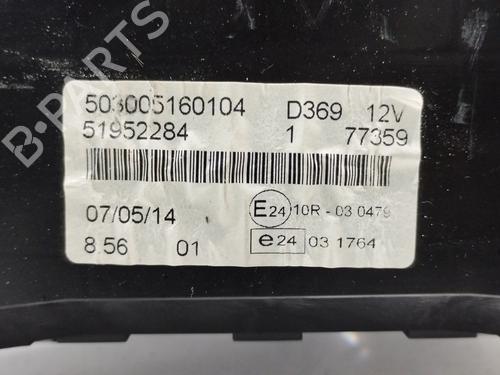 B-PARTS
503005160104 D369 12V
51952284 1 77359
07/05/14 E24 10R - 03 0479
8.56 01 e24 03 1764